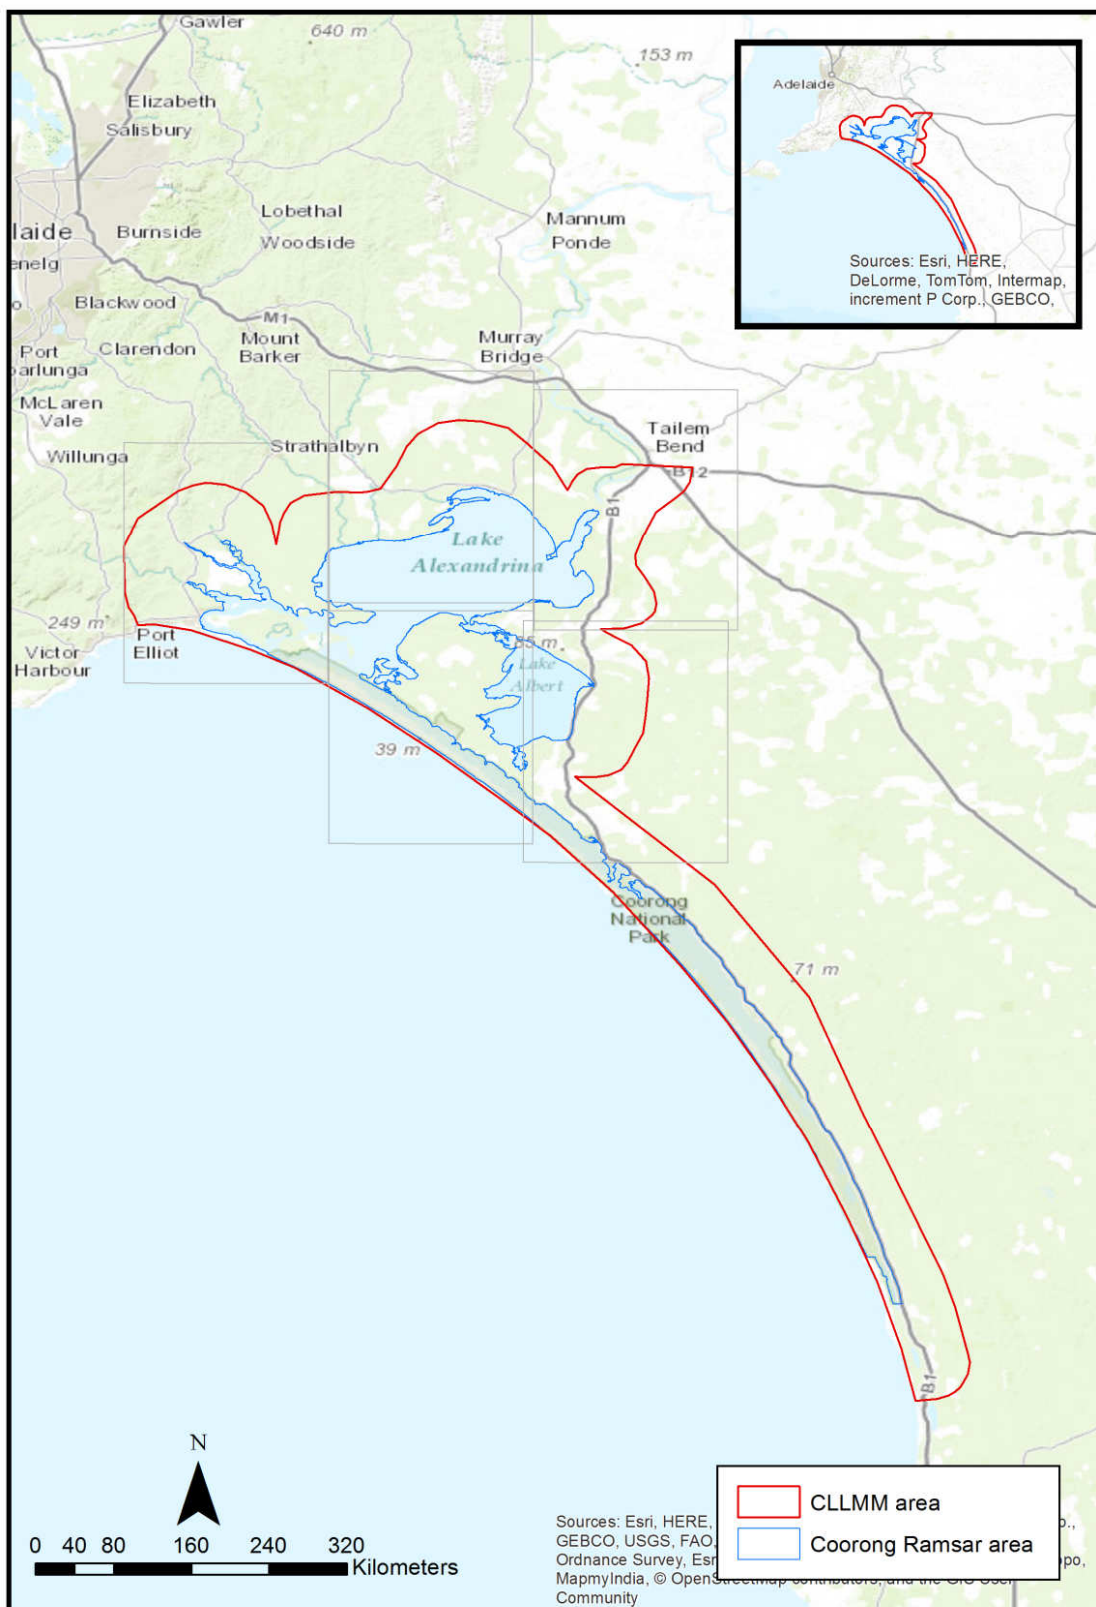 Gawler
640 m
153 m
Elizabeth
Salisbury
Adelaide
Sources: Esri, HERE,
DeLorme, TomTom, Intermap,
increment P Corp., GEBCO,
Lobethal
Woodside
Mannum
Ponde
laide
Burnside
enelg
Blackwood
M1
Mount
Barker
Murray
Bridge
Port
Clarendon
McLaren
Vale
Willunga
Strathalbyn
Tailem
Bend
B12
B1
Lake
Alexandrina
249 m
Port
Elliot
Victor
Harbour
Lake
Albert
39 m
Coorong
National
Park
71 m
B1
N
0 40 80 160 240 320
Kilometers
CLLMM area
Coorong Ramsar area
Sources: Esri, HERE,
GEBCO, USGS, FAO,
Ordnance Survey, Esr
MapmyIndia, © OpenStreetMap contributors, and the GIS User
Community